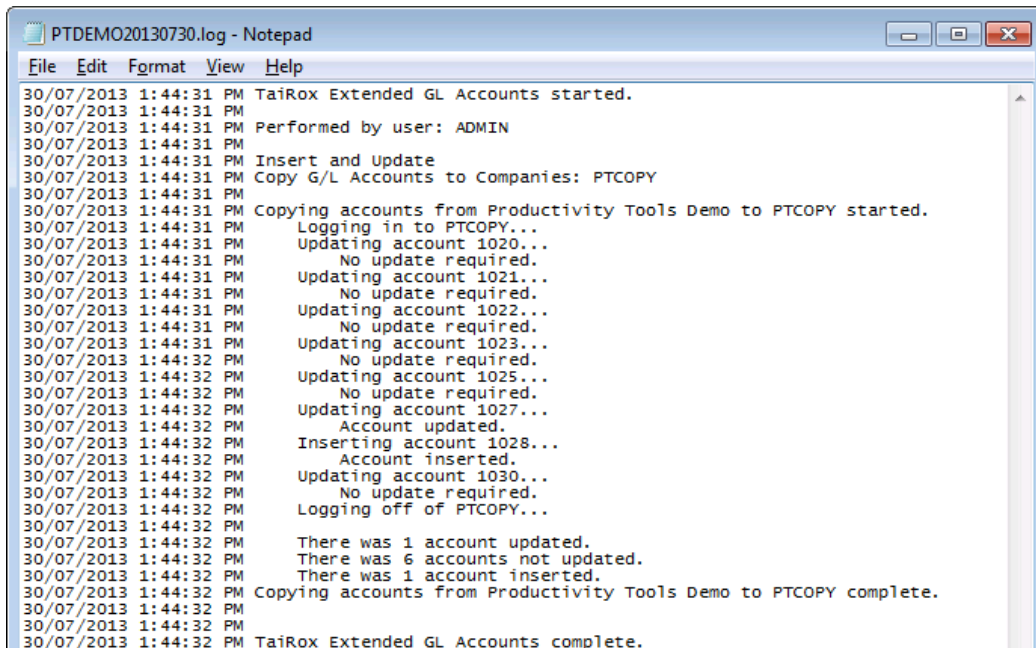 PTDEMO20130730.log - Notepad
File Edit Format View Help
30/07/2013 1:44:31 PM TaiRox Extended GL Accounts started.
30/07/2013 1:44:31 PM
30/07/2013 1:44:31 PM Performed by user: ADMIN
30/07/2013 1:44:31 PM
30/07/2013 1:44:31 PM Insert and Update
30/07/2013 1:44:31 PM Copy G/L Accounts to Companies: PTCOPY
30/07/2013 1:44:31 PM
30/07/2013 1:44:31 PM Copying accounts from Productivity Tools Demo to PTCOPY started.
30/07/2013 1:44:31 PM     Logging in to PTCOPY...
30/07/2013 1:44:31 PM     Updating account 1020...
30/07/2013 1:44:31 PM         No update required.
30/07/2013 1:44:31 PM     Updating account 1021...
30/07/2013 1:44:31 PM         No update required.
30/07/2013 1:44:31 PM     Updating account 1022...
30/07/2013 1:44:31 PM         No update required.
30/07/2013 1:44:31 PM     Updating account 1023...
30/07/2013 1:44:32 PM         No update required.
30/07/2013 1:44:32 PM     Updating account 1025...
30/07/2013 1:44:32 PM         No update required.
30/07/2013 1:44:32 PM     Updating account 1027...
30/07/2013 1:44:32 PM         Account updated.
30/07/2013 1:44:32 PM     Inserting account 1028...
30/07/2013 1:44:32 PM         Account inserted.
30/07/2013 1:44:32 PM     Updating account 1030...
30/07/2013 1:44:32 PM         No update required.
30/07/2013 1:44:32 PM     Logging off of PTCOPY...
30/07/2013 1:44:32 PM
30/07/2013 1:44:32 PM     There was 1 account updated.
30/07/2013 1:44:32 PM     There was 6 accounts not updated.
30/07/2013 1:44:32 PM     There was 1 account inserted.
30/07/2013 1:44:32 PM Copying accounts from Productivity Tools Demo to PTCOPY complete.
30/07/2013 1:44:32 PM
30/07/2013 1:44:32 PM
30/07/2013 1:44:32 PM TaiRox Extended GL Accounts complete.